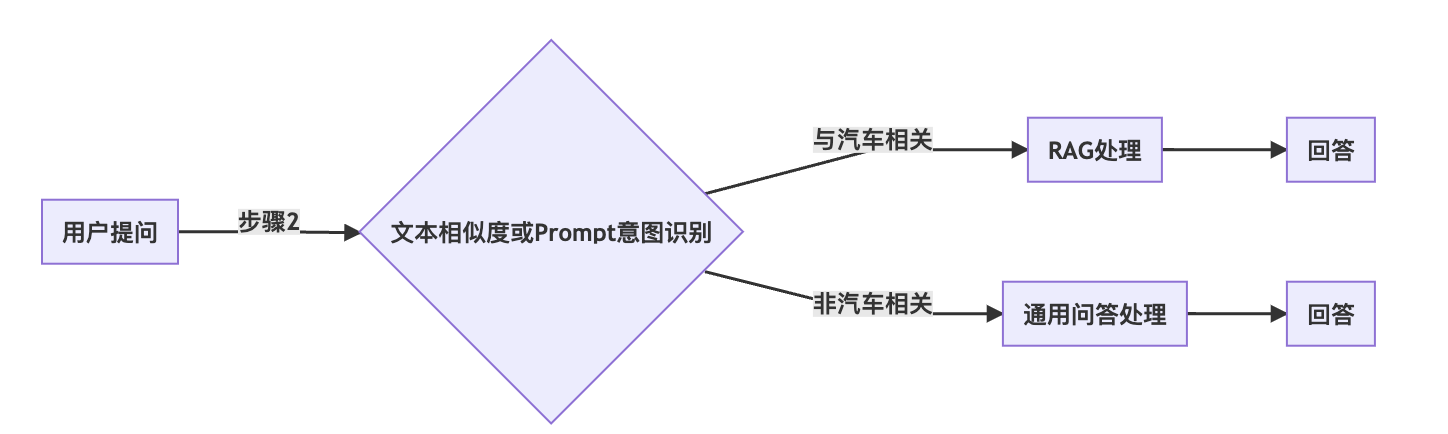 用户提问
步骤2
文本相似度或Prompt意图识别
与汽车相关
RAG处理
回答
非汽车相关
通用问答处理
回答